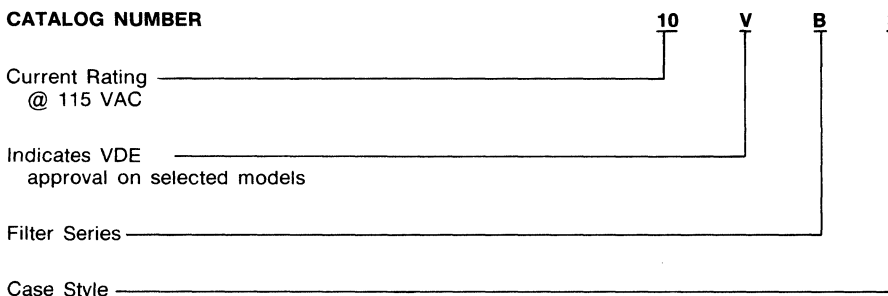 CATALOG NUMBER 10 V B
Current Rating
@ 115 VAC
Indicates VDE
approval on selected models
Filter Series
Case Style